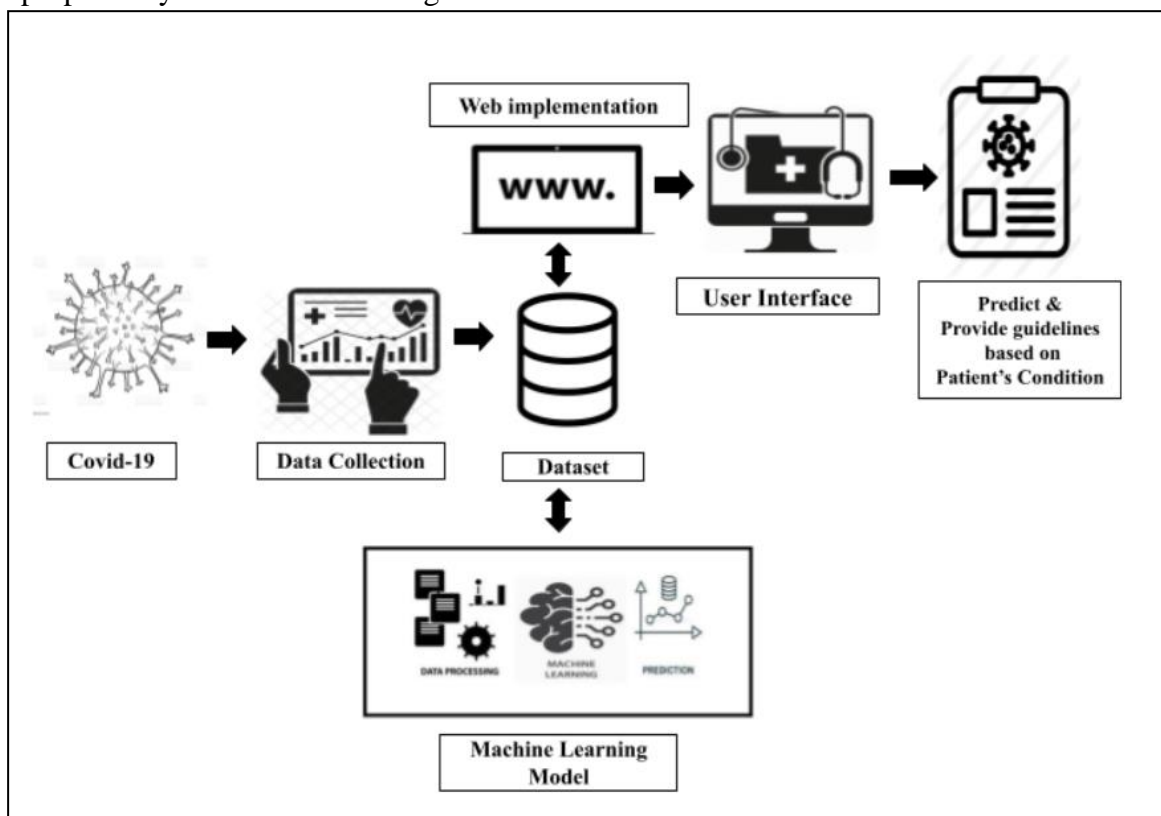 Web implementation
www.
User Interface
Predict &
Provide guidelines
based on
Patient's Condition
Covid-19
Data Collection
Dataset
DATA PROCESSING
MACHINE
LEARNING
PREDICTION
Machine Learning
Model